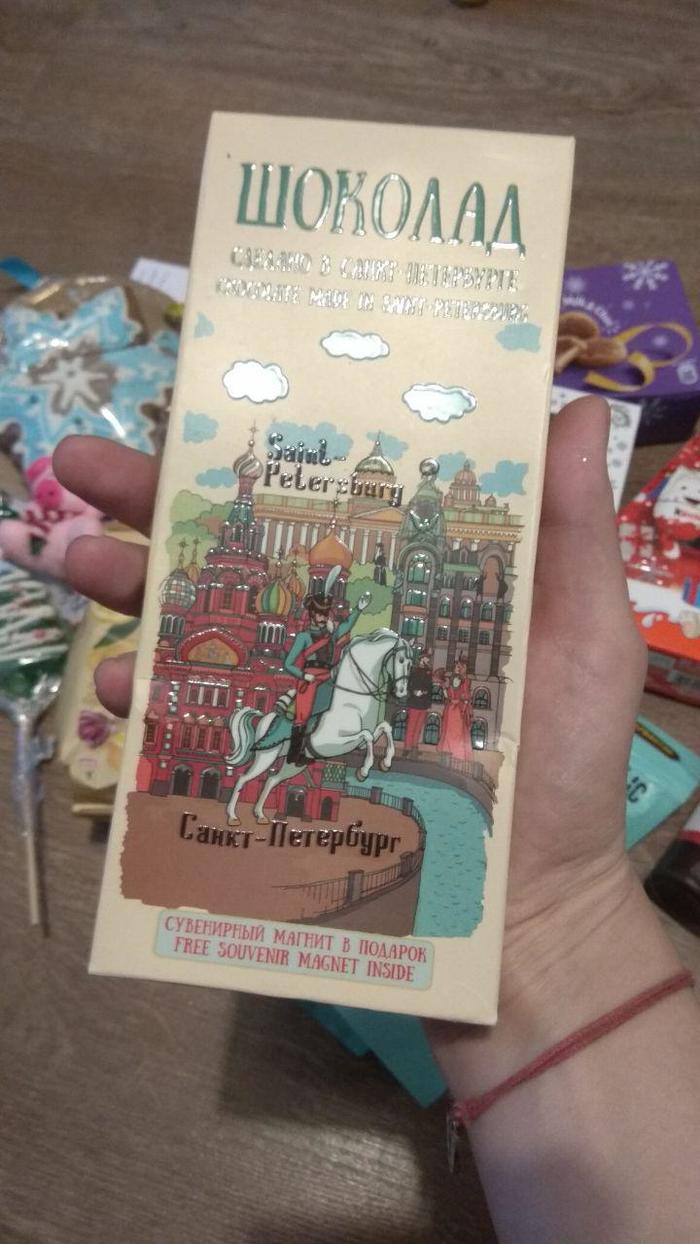 ШОКОЛАД
СДЕЛАНО В САНКТ-ПЕТЕРБУРГЕ
CHOCOLATE MADE IN SAINT-PETERSBURG
Saint-
Petersburg
Санкт-Петербург
СУВЕНИРНЫЙ МАГНИТ В ПОДАРОК
FREE SOUVENIR MAGNET INSIDE